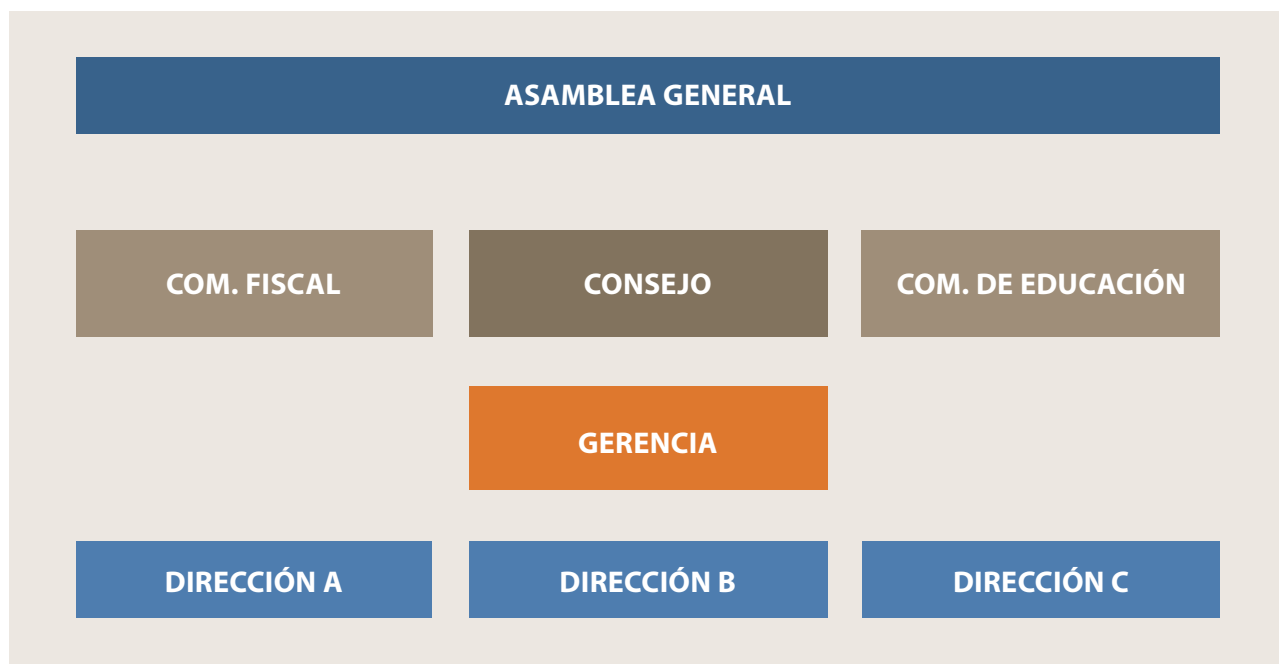 ASAMBLEA GENERAL
COM. FISCAL
CONSEJO
COM. DE EDUCACIÓN
GERENCIA
DIRECCIÓN A
DIRECCIÓN B
DIRECCIÓN C